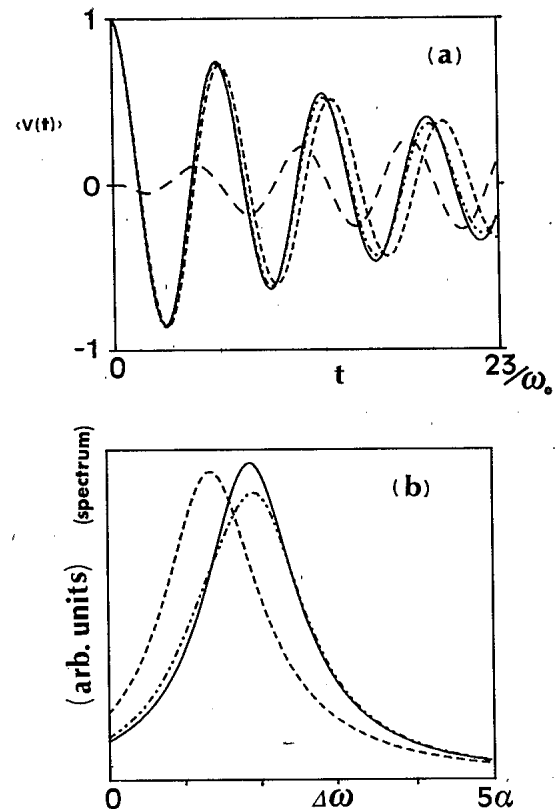 1
(a)
‹V(t)›
0
-1
0
t
23/ω₀
(spectrum)
(arb. units)
(b)
0
Δω
5α